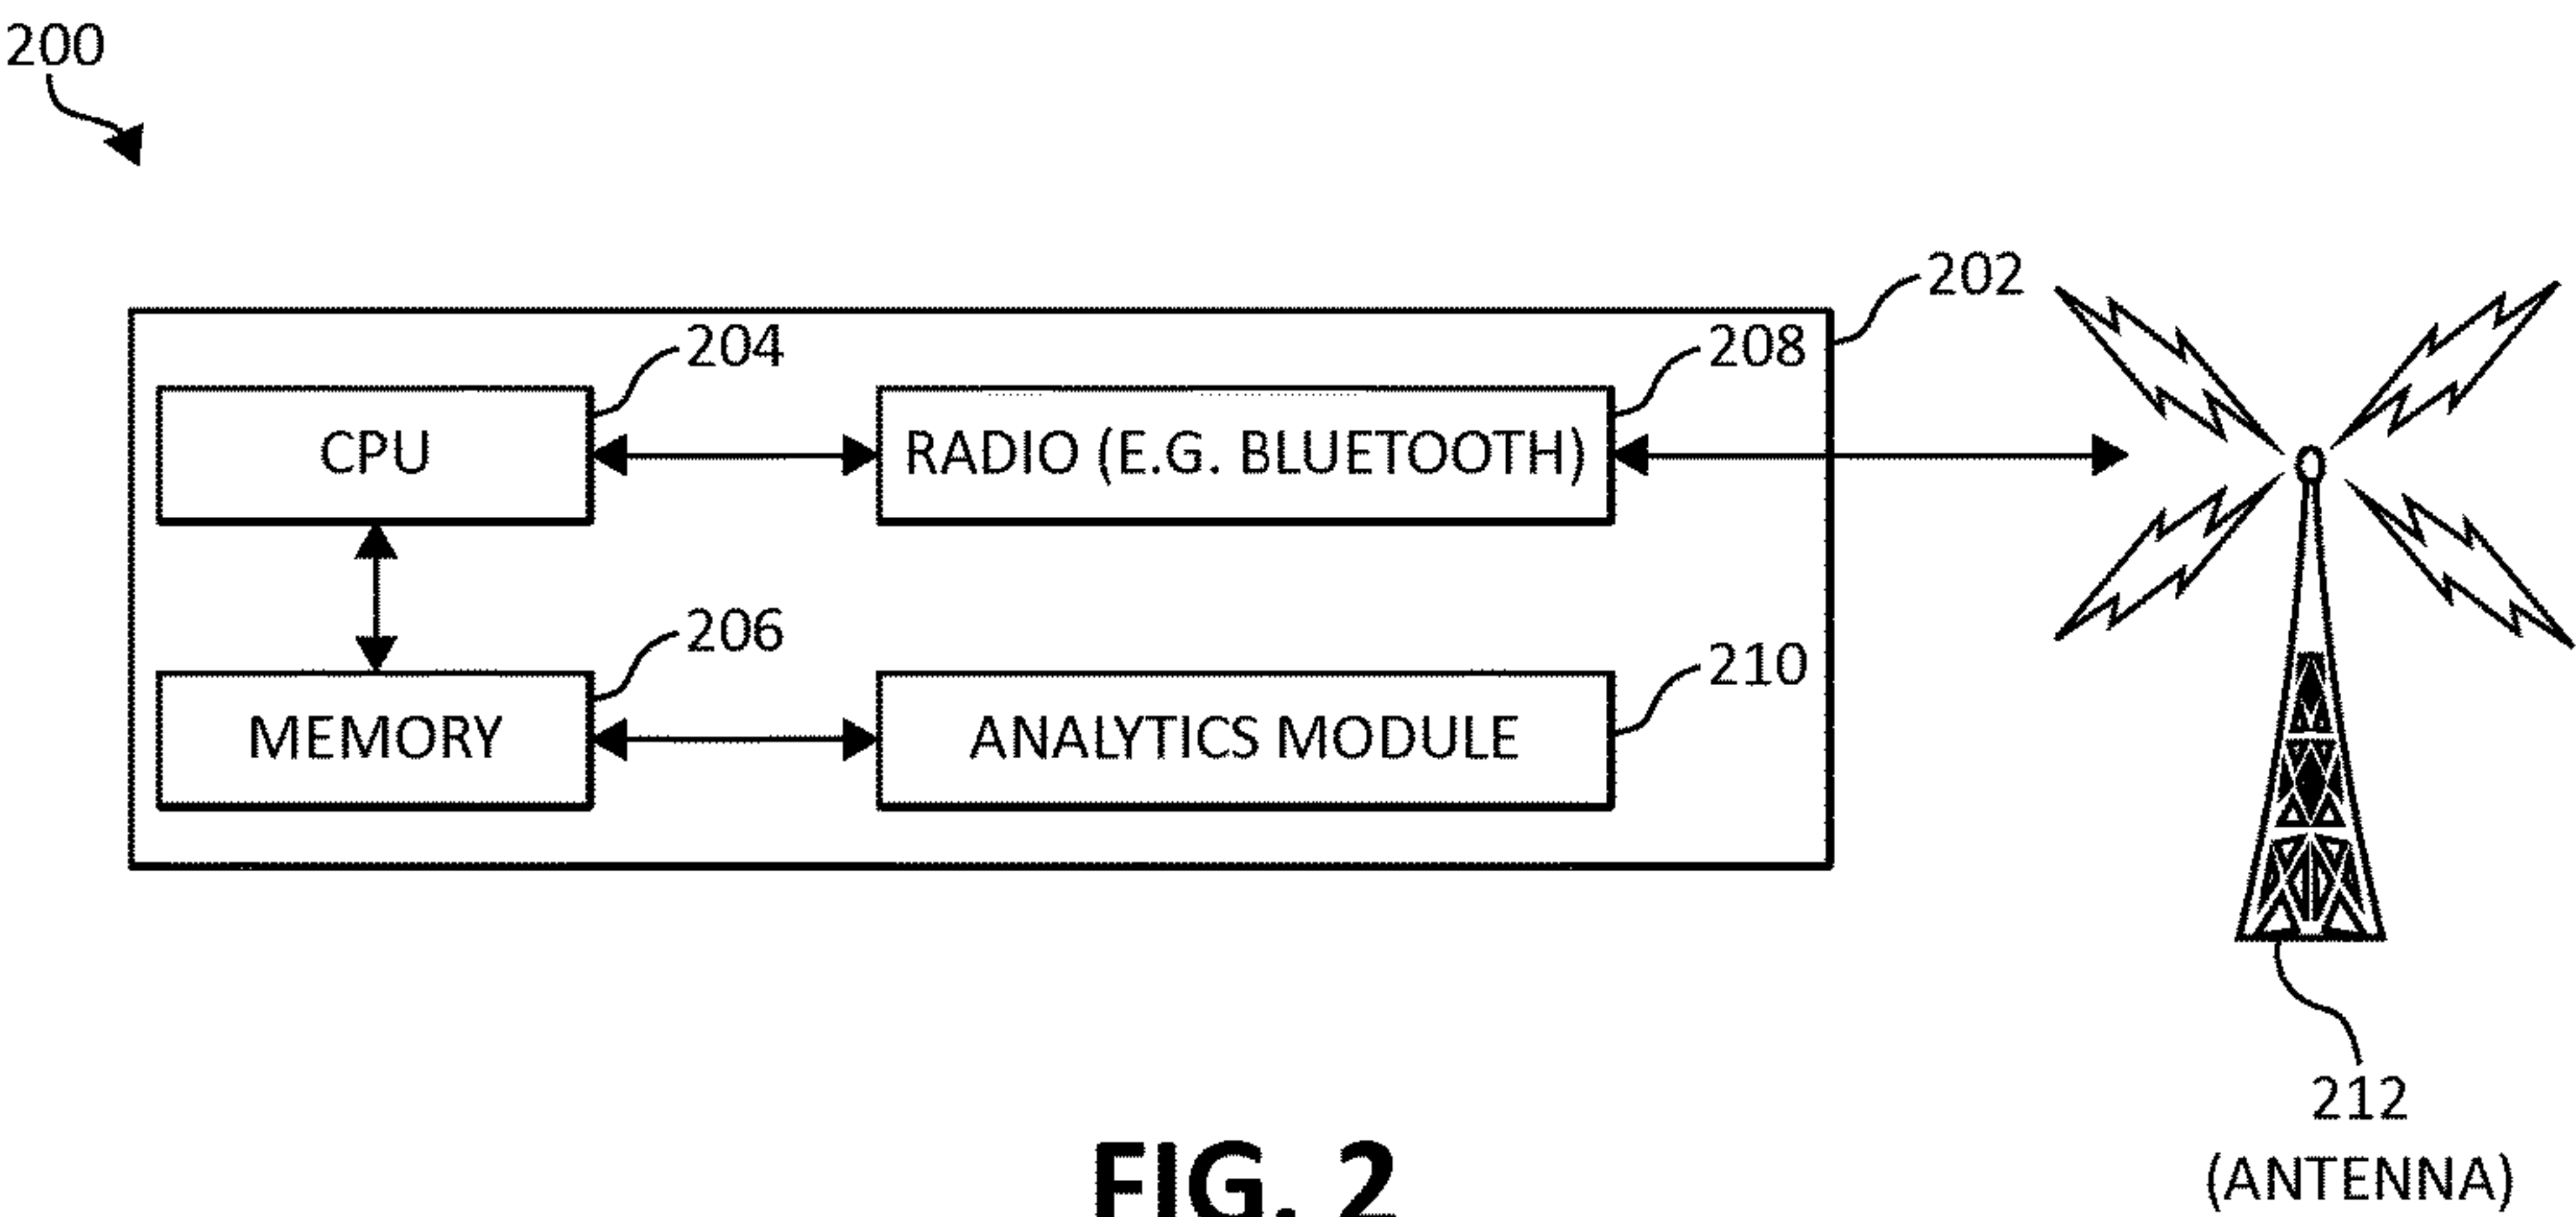 200
202
204
208
CPU
RADIO (E.G. BLUETOOTH)
206
210
MEMORY
ANALYTICS MODULE
212
(ANTENNA)
FIG. 2